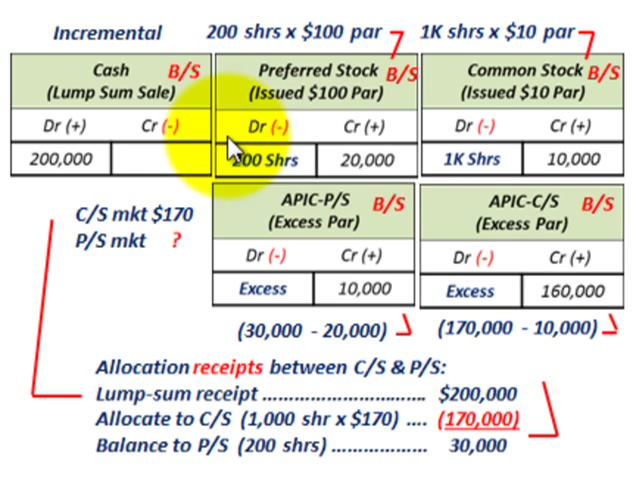 Incremental 200 shrs x $100 par 1K shrs x $10 par
Cash B/S Preferred Stock B/S Common Stock B/S
(Lump Sum Sale) (Issued $100 Par) (Issued $10 Par)
Dr (+) Cr (-) Dr (-) Cr (+) Dr (-) Cr (+)
200,000 200 Shrs 20,000 1K Shrs 10,000
APIC-P/S B/S APIC-C/S B/S
(Excess Par) (Excess Par)
C/S mkt $170
P/S mkt ?
Dr (-) Cr (+) Dr (-) Cr (+)
Excess 10,000 Excess 160,000
(30,000 - 20,000) (170,000 - 10,000)
Allocation receipts between C/S & P/S:
Lump-sum receipt .............................. $200,000
Allocate to C/S (1,000 shr x $170) .... (170,000)
Balance to P/S (200 shrs) .................. 30,000